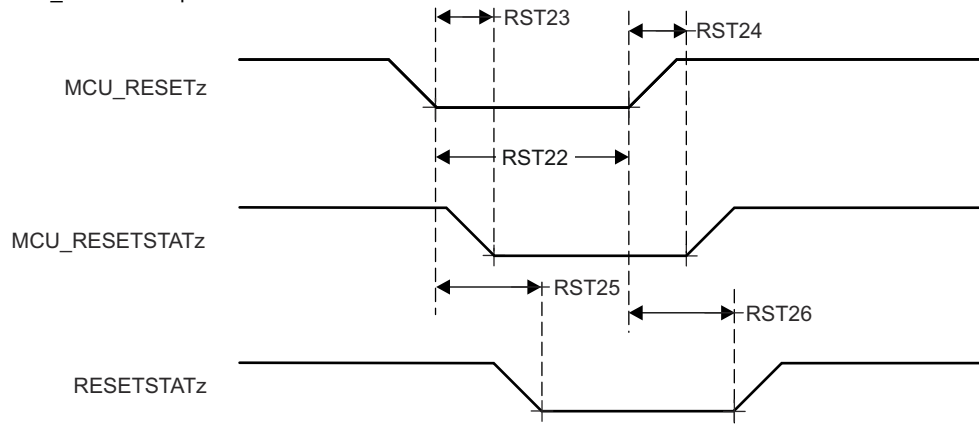 RST23
RST24
MCU_RESETz
RST22
MCU_RESETSTATz
RST25
RST26
RESETSTATz